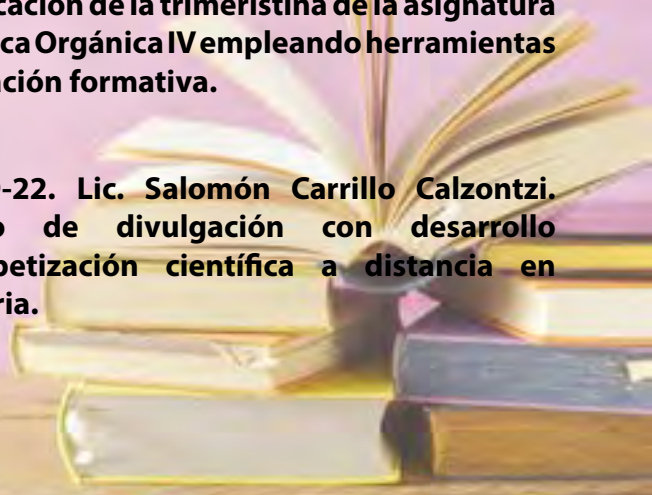 cación de la trimeristina de la asignatura
ca Orgánica IV empleando herramientas
ación formativa.
-22. Lic. Salomón Carrillo Calzontzi.
o de divulgación con desarrollo
betización científica a distancia en
ria.